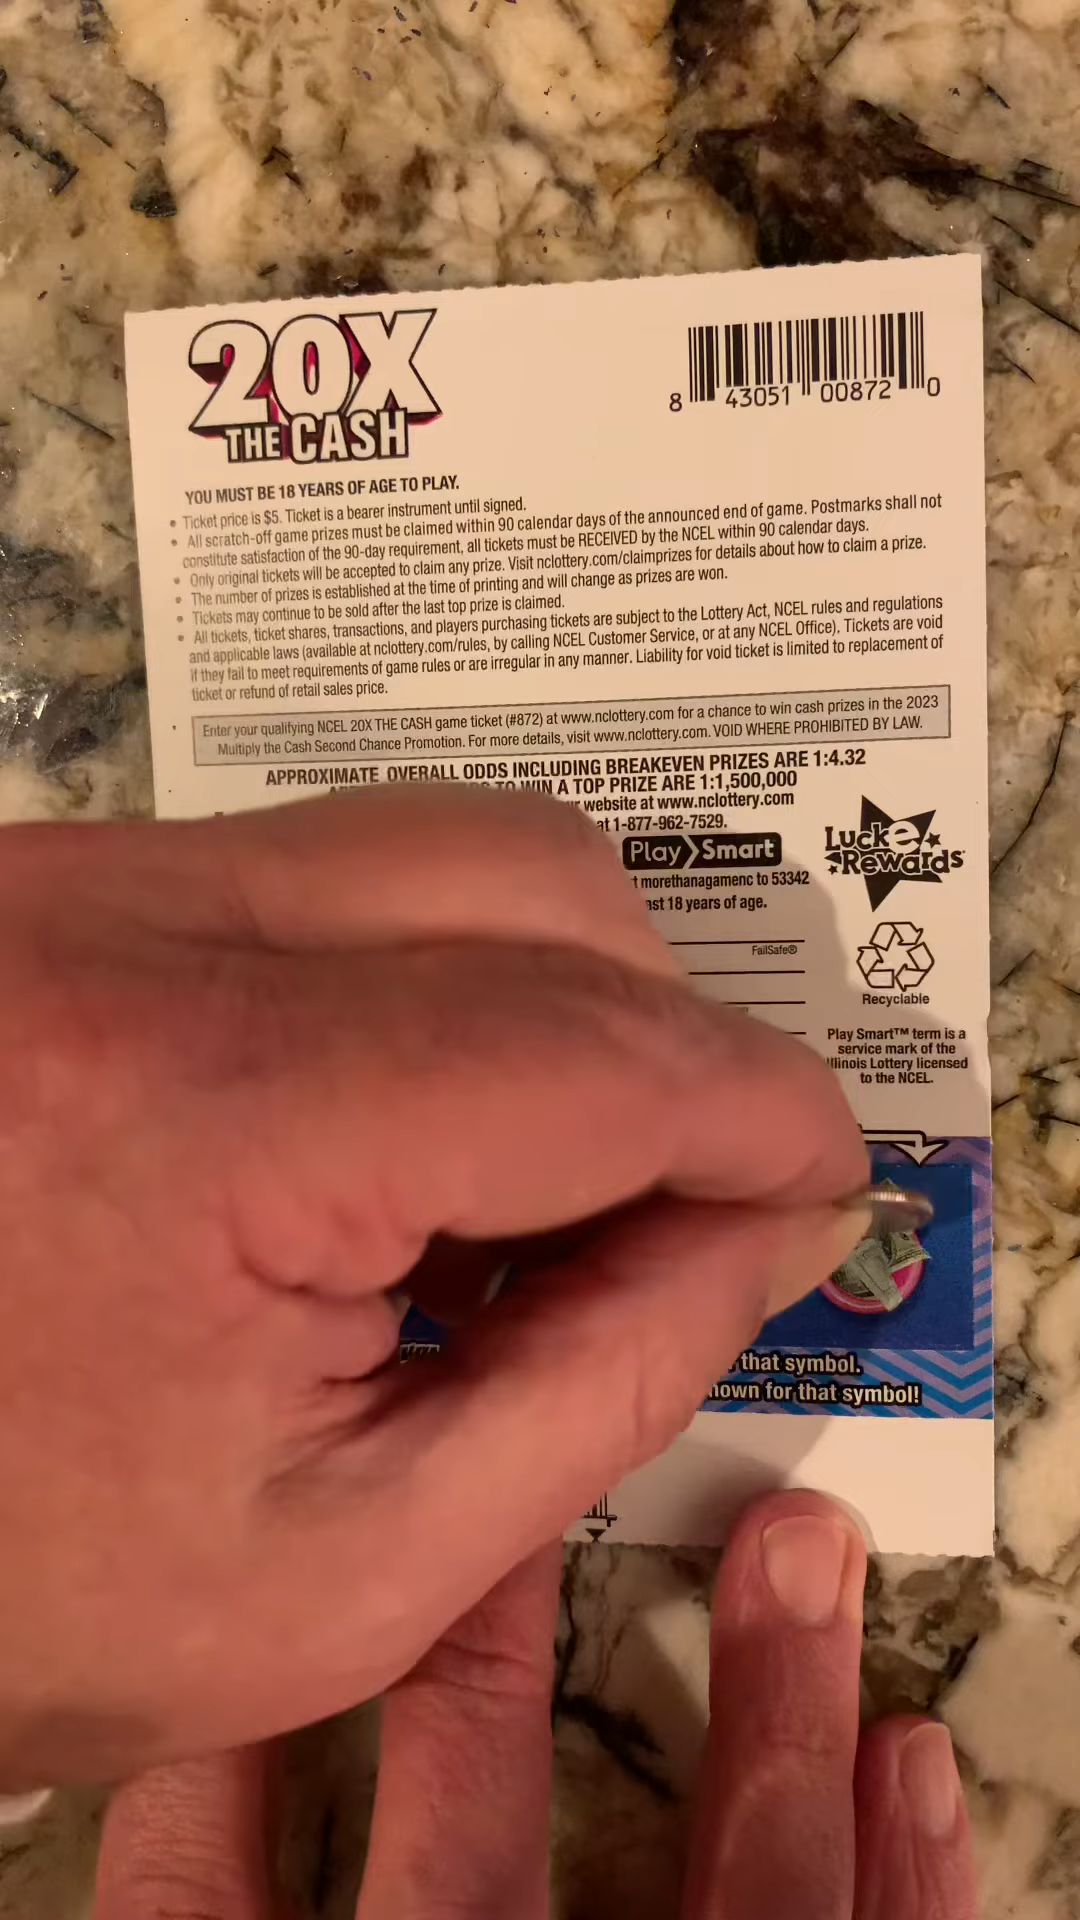 20X
THE CASH
8 43051 00872 0
YOU MUST BE 18 YEARS OF AGE TO PLAY.
• Ticket price is $5. Ticket is a bearer instrument until signed.
• All scratch-off game prizes must be claimed within 90 calendar days of the announced end of game. Postmarks shall not
constitute satisfaction of the 90-day requirement, all tickets must be RECEIVED by the NCEL within 90 calendar days.
• Only original tickets will be accepted to claim any prize. Visit nclottery.com/claimprizes for details about how to claim a prize.
• The number of prizes is established at the time of printing and will change as prizes are won.
• Tickets may continue to be sold after the last top prize is claimed.
• All tickets, ticket shares, transactions, and players purchasing tickets are subject to the Lottery Act, NCEL rules and regulations
and applicable laws (available at nclottery.com/rules, by calling NCEL Customer Service, or at any NCEL Office). Tickets are void
if they fail to meet requirements of game rules or are irregular in any manner. Liability for void ticket is limited to replacement of
ticket or refund of retail sales price.
Enter your qualifying NCEL 20X THE CASH game ticket (#872) at www.nclottery.com for a chance to win cash prizes in the 2023
Multiply the Cash Second Chance Promotion. For more details, visit www.nclottery.com. VOID WHERE PROHIBITED BY LAW.
APPROXIMATE OVERALL ODDS INCLUDING BREAKEVEN PRIZES ARE 1:4.32
TO WIN A TOP PRIZE ARE 1:1,500,000
website at www.nclottery.com
at 1-877-962-7529.
Play Smart
morethanagamenc to 53342
18 years of age.
Lucke
Rewards
FailSafe®
Recyclable
Play Smart™ term is a
service mark of the
Illinois Lottery licensed
to the NCEL.
that symbol.
for that symbol!